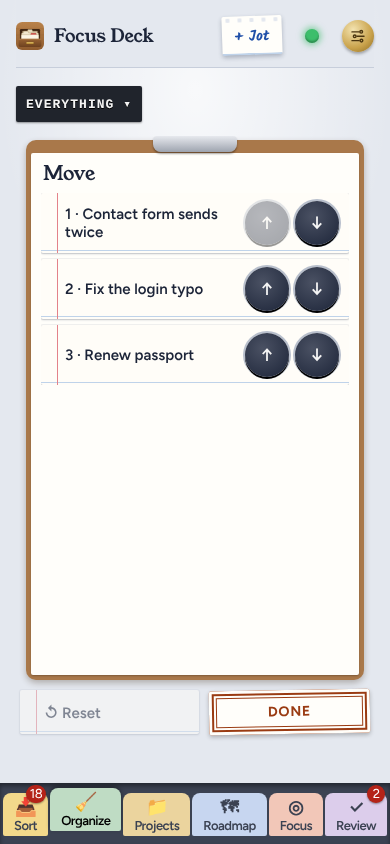 Focus Deck
+ Jot
EVERYTHING ▾
Move
1 · Contact form sends
twice
↑ ↓
2 · Fix the login typo
↑ ↓
3 · Renew passport
↑ ↓
↺ Reset
DONE
18
2
Sort
Organize
Projects
Roadmap
Focus
Review